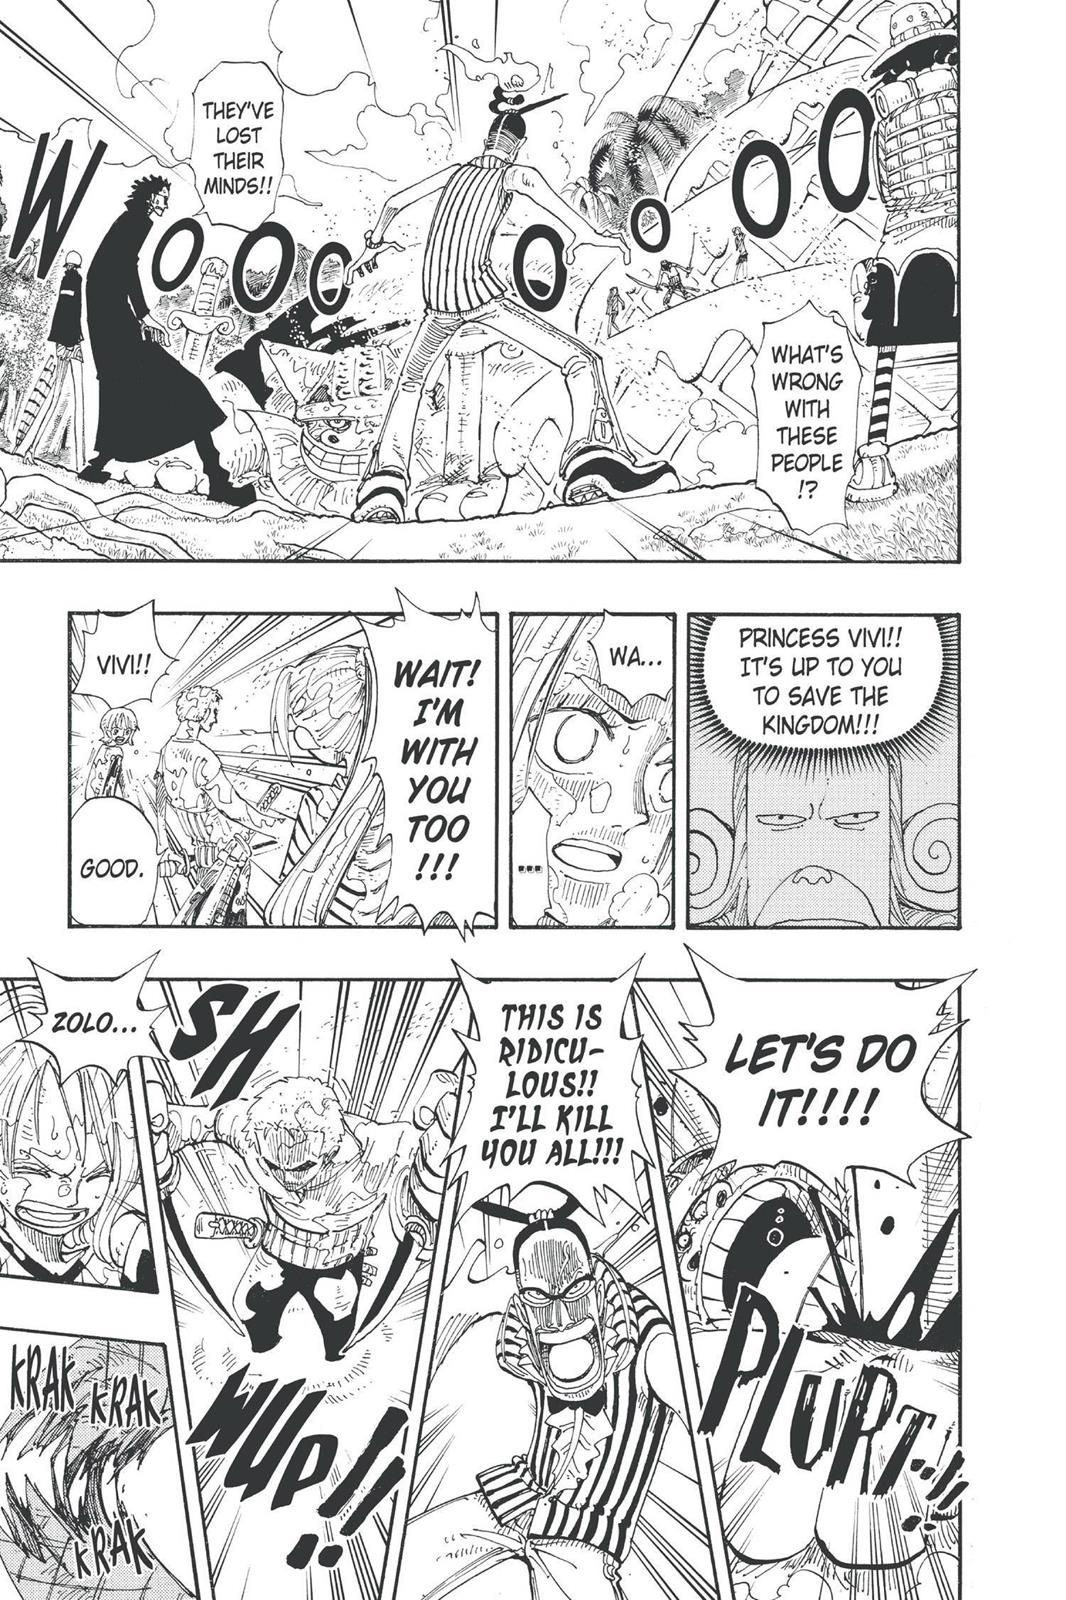 THEY'VE
LOST
THEIR
MINDS!!
WOOOOOOOO
WHAT'S
WRONG
WITH
THESE
PEOPLE
!?
PRINCESS VIVI!!
IT'S UP TO YOU
TO SAVE THE
KINGDOM!!!
WA...
...
WAIT!
I'M
WITH
YOU
TOO
!!!
VIVI!!
GOOD.
LET'S DO
IT!!!!
PLURT..!!
THIS IS
RIDICU-
LOUS!!
I'LL KILL
YOU ALL!!!
SH
WUP!!
ZOLO...
KRAK
KRAK
KRAK